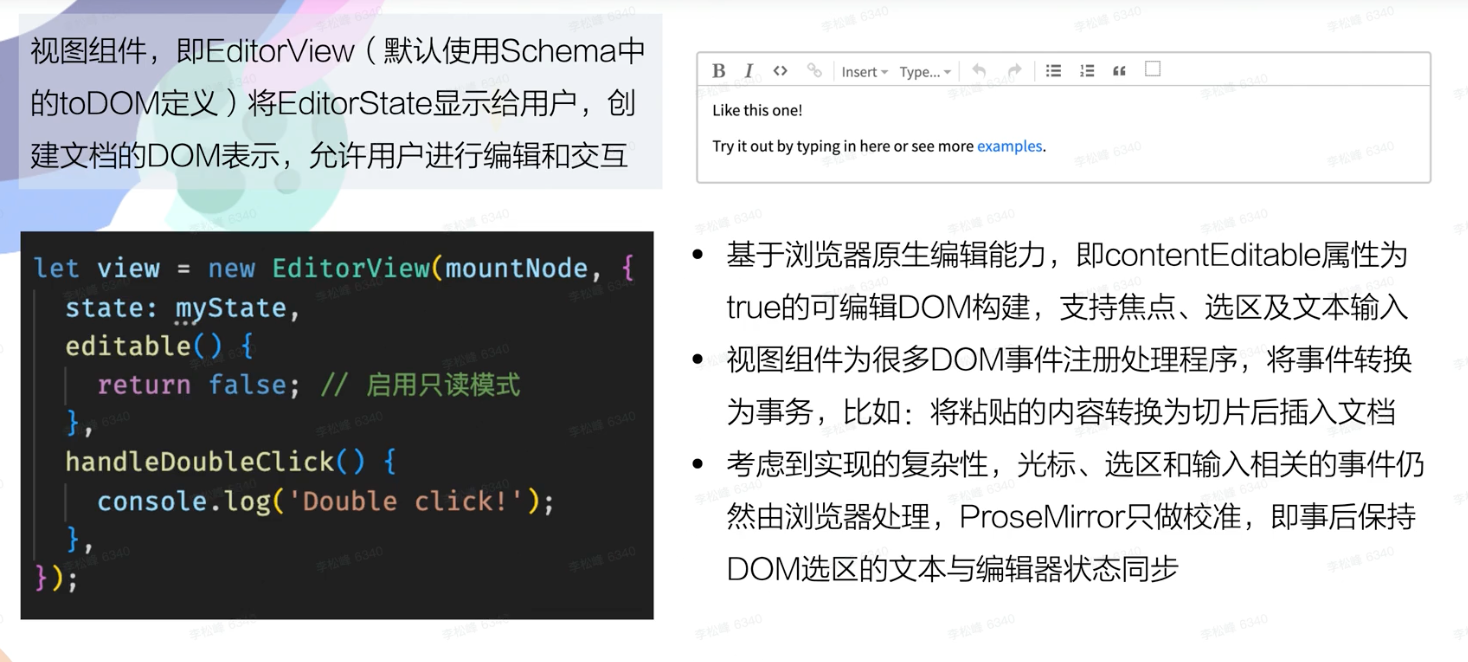 视图组件，即EditorView（默认使用Schema中
的toDOM定义）将EditorState显示给用户，创
建文档的DOM表示，允许用户进行编辑和交互
B I <> Insert Type...
Like this one!
Try it out by typing in here or see more examples.
let view = new EditorView(mountNode, {
state: myState,
editable() {
return false; // 启用只读模式
},
handleDoubleClick() {
console.log('Double click!');
},
});
• 基于浏览器原生编辑能力，即contentEditable属性为
true的可编辑DOM构建，支持焦点、选区及文本输入
• 视图组件为很多DOM事件注册处理程序，将事件转换
为事务，比如：将粘贴的内容转换为切片后插入文档
• 考虑到实现的复杂性，光标、选区和输入相关的事件仍
然由浏览器处理，ProseMirror只做校准，即事后保持
DOM选区的文本与编辑器状态同步
李松峰 6340